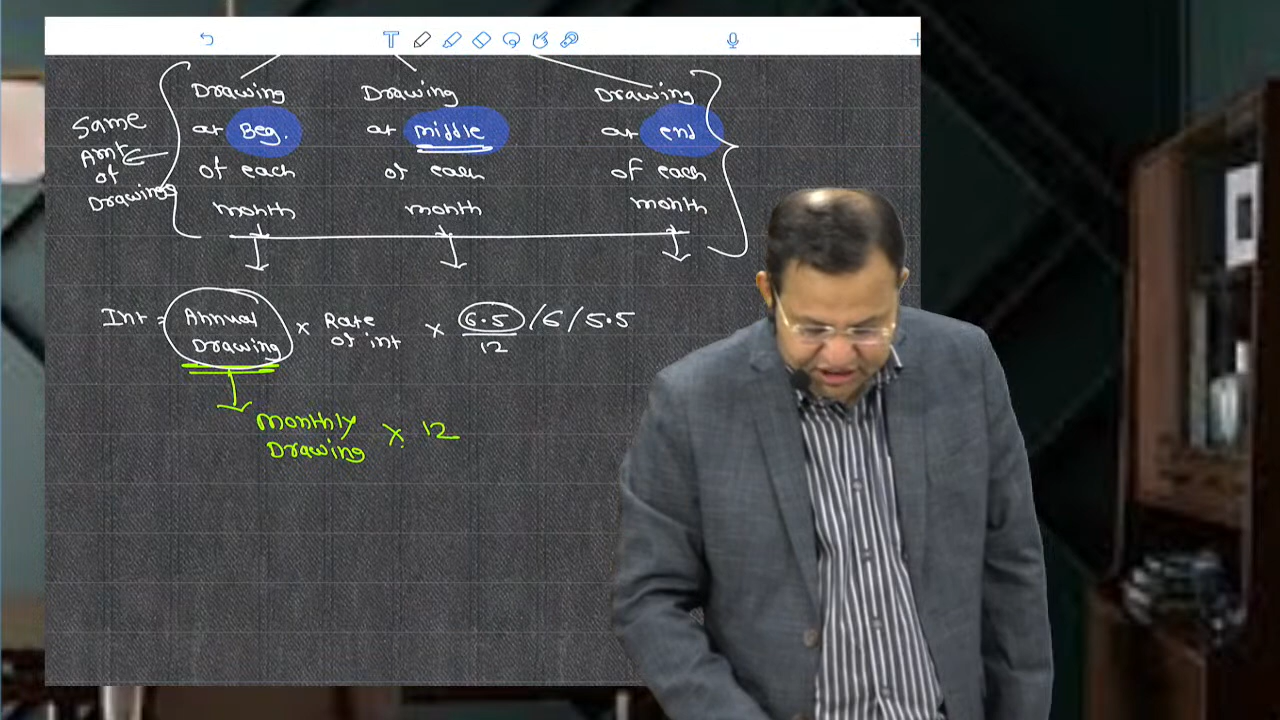 Same
Amt
of
Drawings
Drawing
at Beg.
of each
month
Drawing
at middle
of each
month
Drawing
at end
of each
month
Int = Annual Drawing × Rate of int × 6.5/12 / 6 / 5.5
Monthly
Drawing × 12